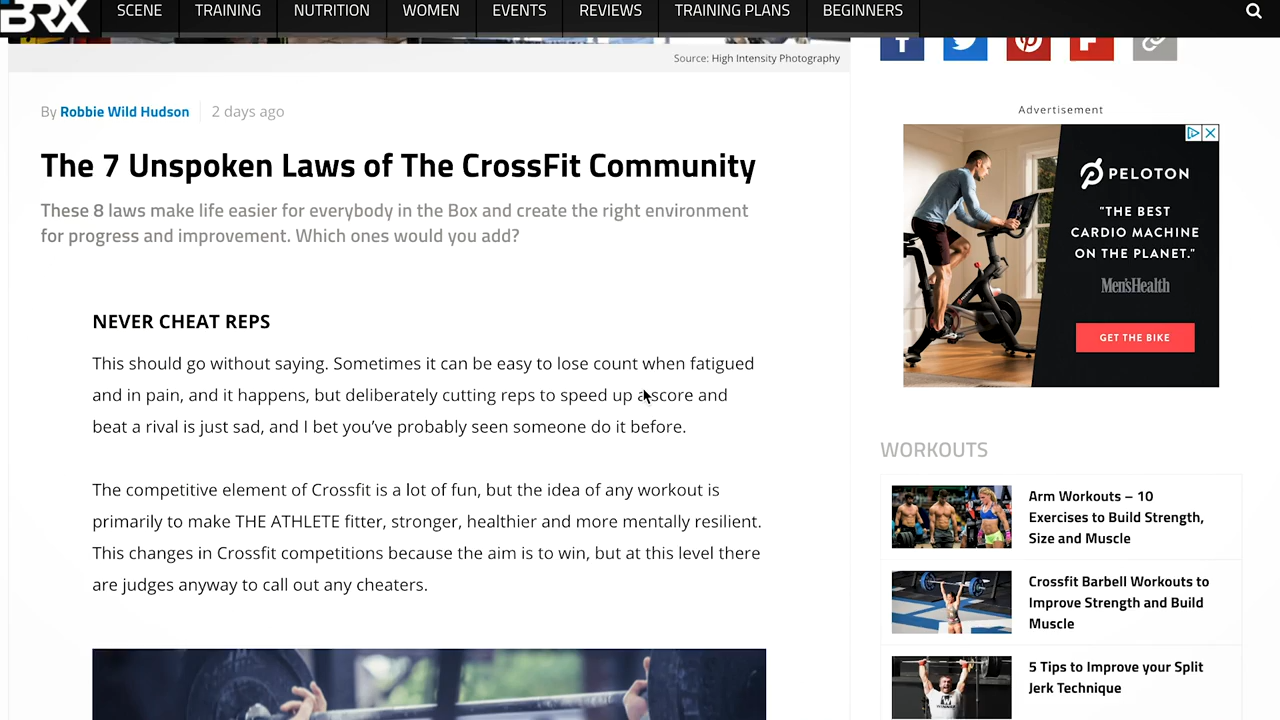 BRX
SCENE
TRAINING
NUTRITION
WOMEN
EVENTS
REVIEWS
TRAINING PLANS
BEGINNERS
Source: High Intensity Photography
By Robbie Wild Hudson
2 days ago
The 7 Unspoken Laws of The CrossFit Community
These 8 laws make life easier for everybody in the Box and create the right environment
for progress and improvement. Which ones would you add?
NEVER CHEAT REPS
This should go without saying. Sometimes it can be easy to lose count when fatigued
and in pain, and it happens, but deliberately cutting reps to speed up a score and
beat a rival is just sad, and I bet you’ve probably seen someone do it before.
The competitive element of Crossfit is a lot of fun, but the idea of any workout is
primarily to make THE ATHLETE fitter, stronger, healthier and more mentally resilient.
This changes in Crossfit competitions because the aim is to win, but at this level there
are judges anyway to call out any cheaters.
Advertisement
PELOTON
"THE BEST
CARDIO MACHINE
ON THE PLANET."
Men'sHealth
GET THE BIKE
WORKOUTS
Arm Workouts – 10
Exercises to Build Strength,
Size and Muscle
Crossfit Barbell Workouts to
Improve Strength and Build
Muscle
5 Tips to Improve your Split
Jerk Technique